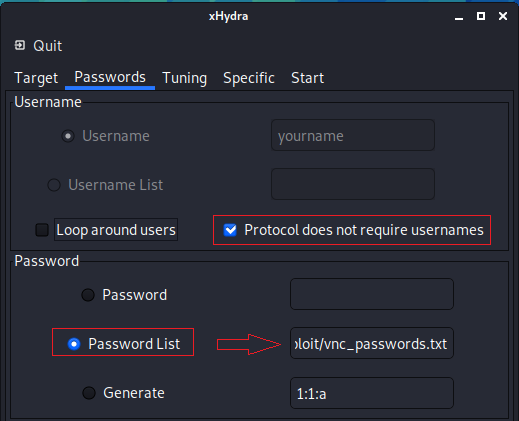 xHydra
Quit
Target Passwords Tuning Specific Start
Username
Username yourname
Username List
Loop around users Protocol does not require usernames
Password
Password
Password List ploit/vnc_passwords.txt
Generate 1:1:a